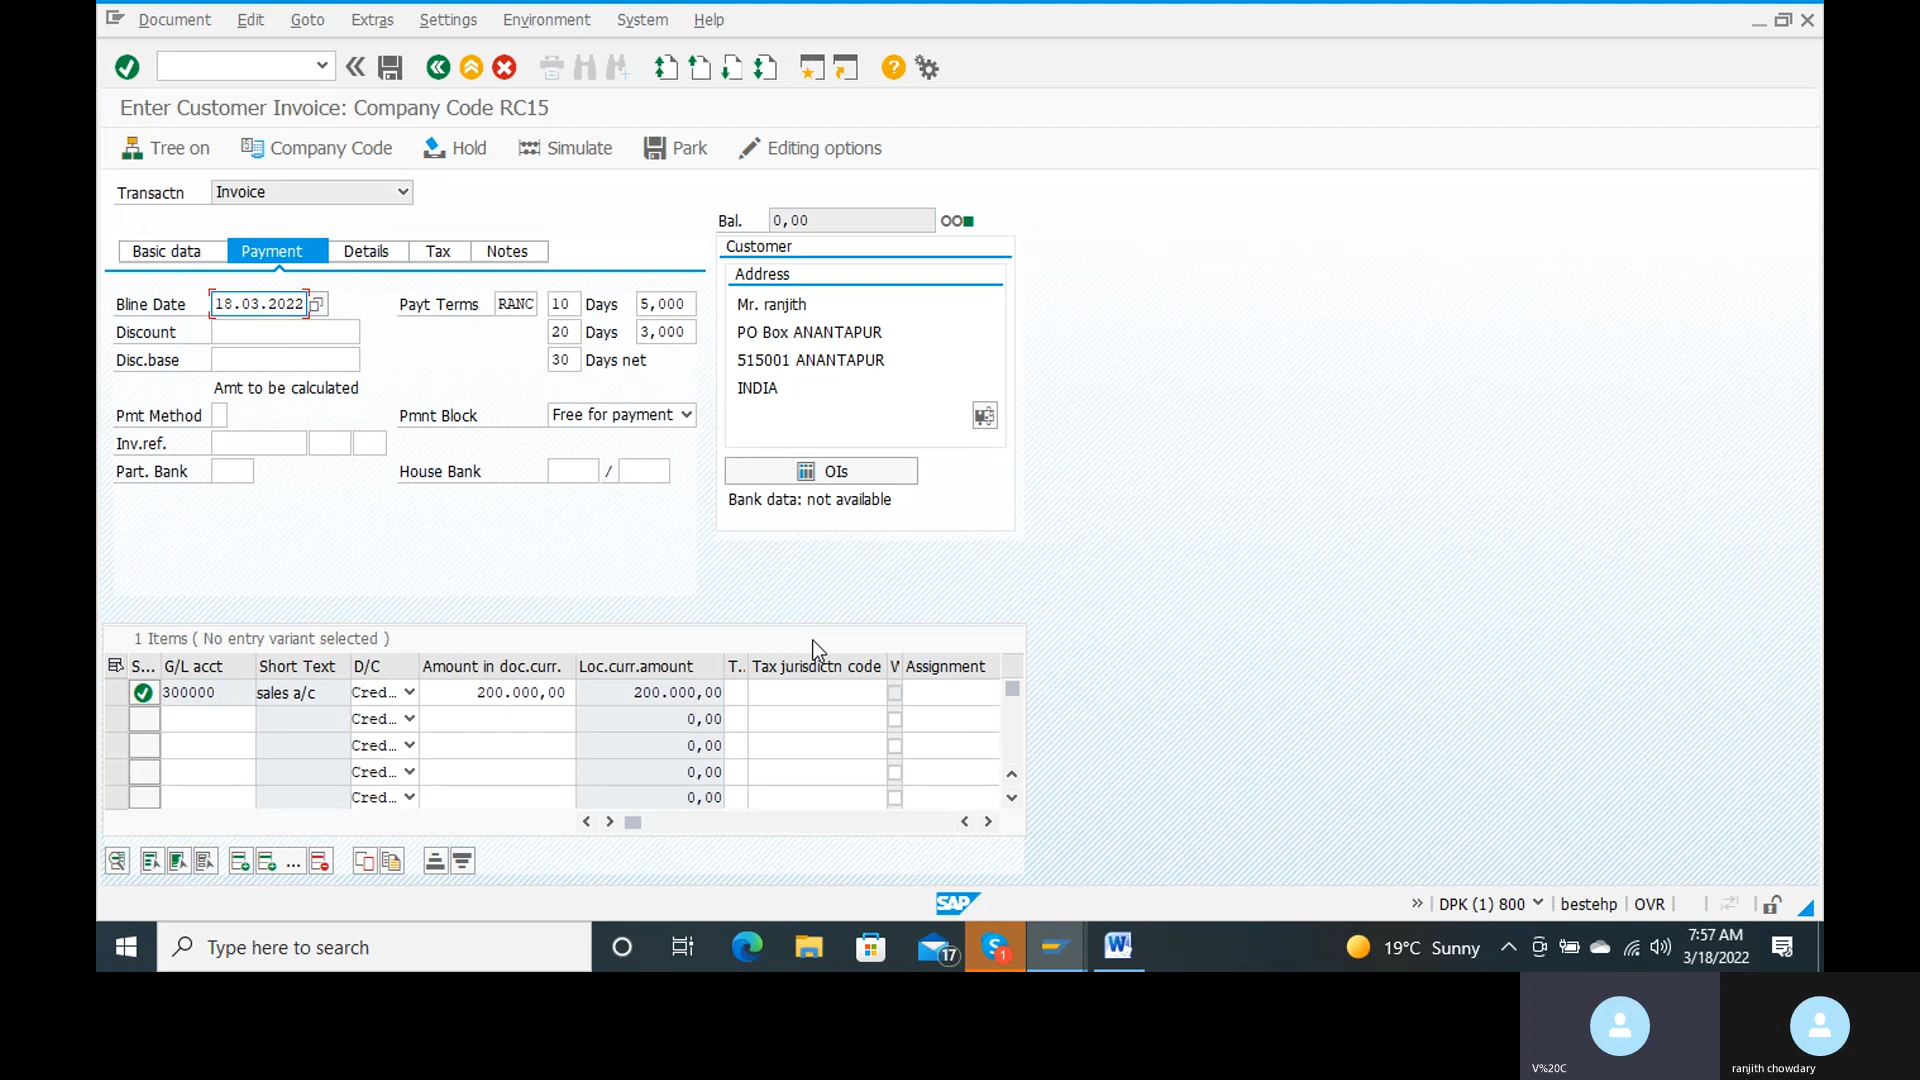 Document Edit Goto Extras Settings Environment System Help
Enter Customer Invoice: Company Code RC15
Tree on Company Code Hold Simulate Park Editing options
Transactn Invoice
Bal. 0,00
Basic data Payment Details Tax Notes
Customer
Address
Mr. ranjith
PO Box ANANTAPUR
515001 ANANTAPUR
INDIA
OIs
Bank data: not available
Bline Date 18.03.2022 Payt Terms RANC 10 Days 5,000
Discount 20 Days 3,000
Disc.base 30 Days net
Amt to be calculated
Pmt Method Pmnt Block Free for payment
Inv.ref.
Part. Bank House Bank /
1 Items ( No entry variant selected )
S... G/L acct Short Text D/C Amount in doc.curr. Loc.curr.amount T.. Tax jurisdictn code V Assignment
300000 sales a/c Cred... 200.000,00 200.000,00
Cred... 0,00
Cred... 0,00
Cred... 0,00
Cred... 0,00
...
SAP DPK (1) 800 bestehp OVR
Type here to search 17 1 19°C Sunny 7:57 AM
3/18/2022
V%20C ranjith chowdary